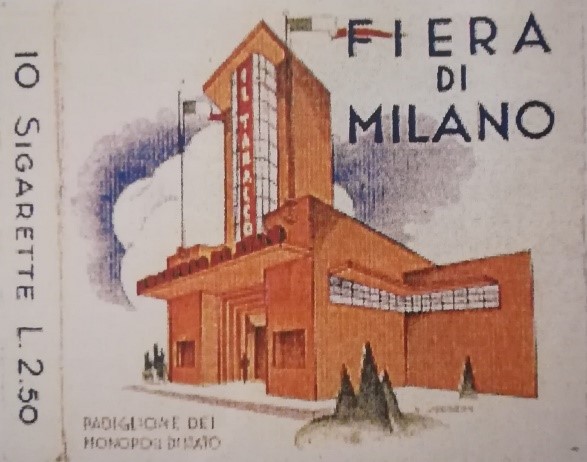 10 SIGARETTE L. 2.50
FIERA
DI
MILANO
IL TABACCO
PADIGLIONE DEI
MONOPOLI DI STATO